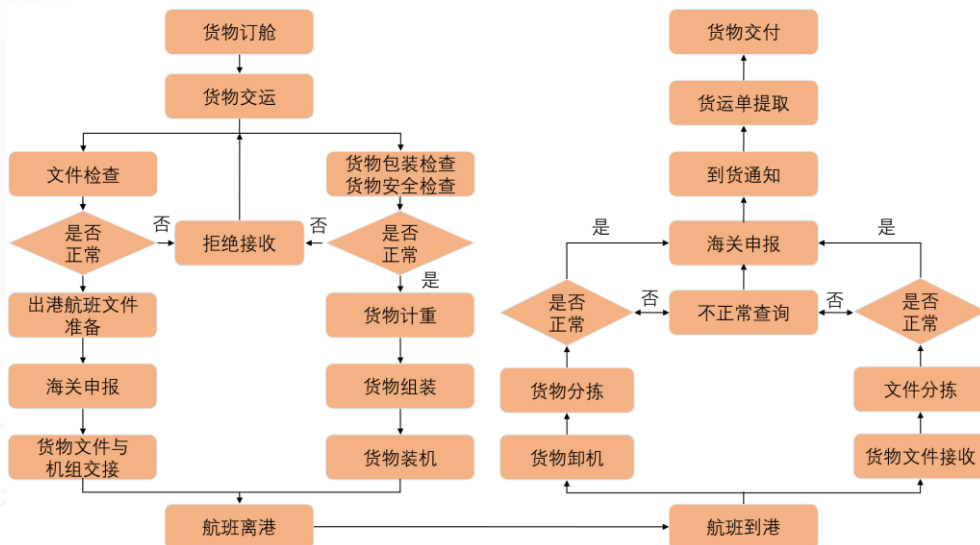 货物订舱
货物交运
文件检查
货物包装检查
货物安全检查
是否
正常
否
拒绝接收
否
是否
正常
是
出港航班文件
准备
货物计重
海关申报
货物组装
货物文件与
机组交接
货物装机
航班离港
货物交付
货运单提取
到货通知
是
海关申报
是
是否
正常
否
不正常查询
否
是否
正常
货物分拣
文件分拣
货物卸机
货物文件接收
航班到港